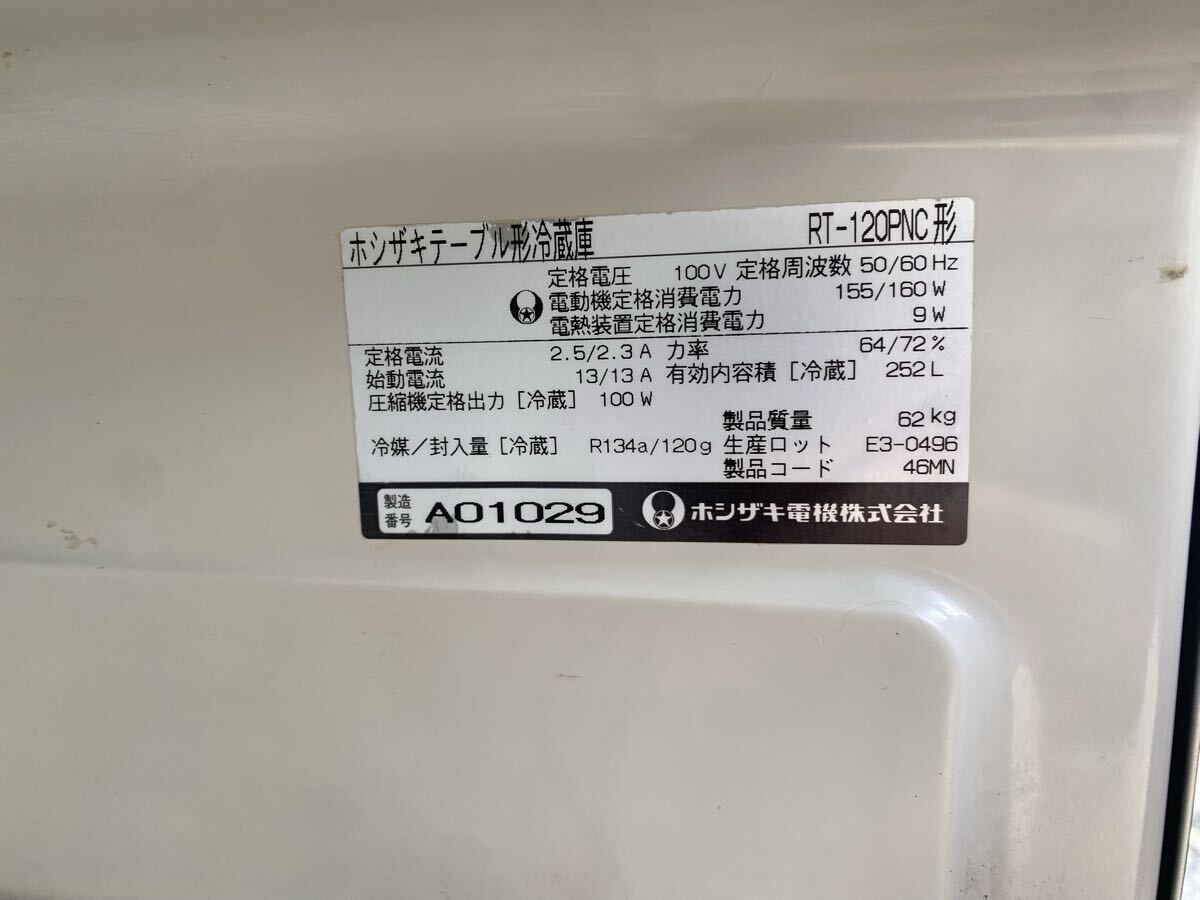 ホシザキテーブル形冷蔵庫 RT-120PNC形
定格電圧 100V 定格周波数 50/60Hz
電動機定格消費電力 155/160W
電熱装置定格消費電力 9W
定格電流 2.5/2.3A 力率 64/72%
始動電流 13/13A 有効内容積[冷蔵] 252L
圧縮機定格出力[冷蔵] 100W
製品質量 62kg
冷媒/封入量[冷蔵] R134a/120g 生産ロット E3-0496
製品コード 46MN
製造番号 A01029 ホシザキ電機株式会社